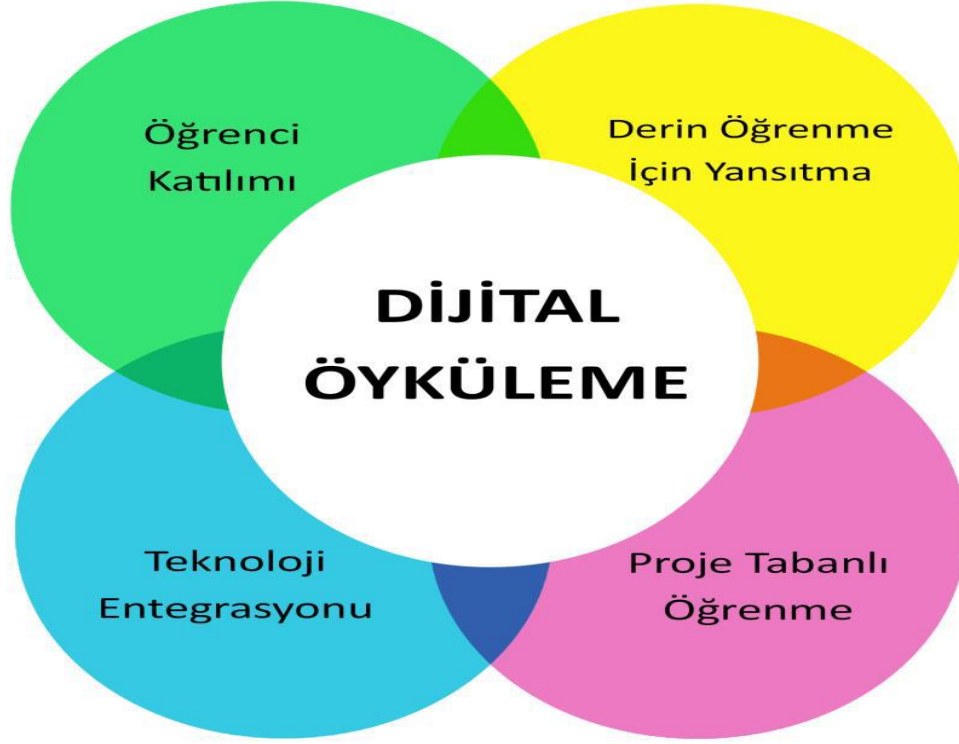 Öğrenci
Katılımı
Derin Öğrenme
İçin Yansıtma
DİJİTAL
ÖYKÜLEME
Teknoloji
Entegrasyonu
Proje Tabanlı
Öğrenme